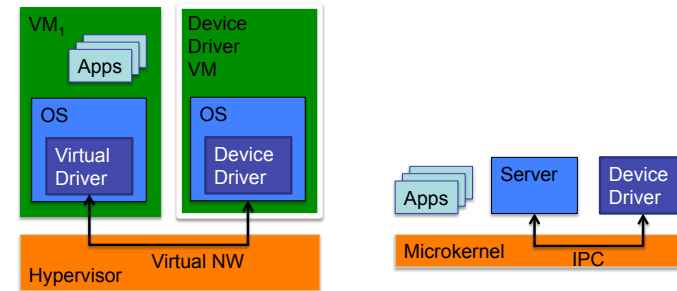 VM1
Apps
OS
Virtual
Driver
Device
Driver
VM
OS
Device
Driver
Virtual NW
Hypervisor
Apps
Server
Device
Driver
Microkernel
IPC